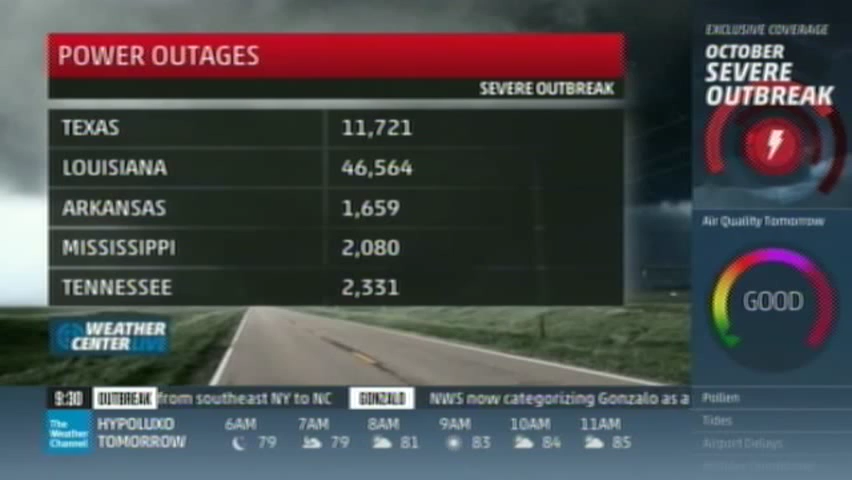 POWER OUTAGES
SEVERE OUTBREAK
TEXAS 11,721
LOUISIANA 46,564
ARKANSAS 1,659
MISSISSIPPI 2,080
TENNESSEE 2,331
WEATHER
CENTER LIVE
EXCLUSIVE COVERAGE
OCTOBER
SEVERE
OUTBREAK
Air Quality Tomorrow
GOOD
Pollen
Tides
Airport Delays
9:30 OUTBREAK from southeast NY to NC GONZALO NWS now categorizing Gonzalo as a
The
Weather
Channel
HYPOLUXO
TOMORROW
6AM 7AM 8AM 9AM 10AM 11AM
79 79 81 83 84 85